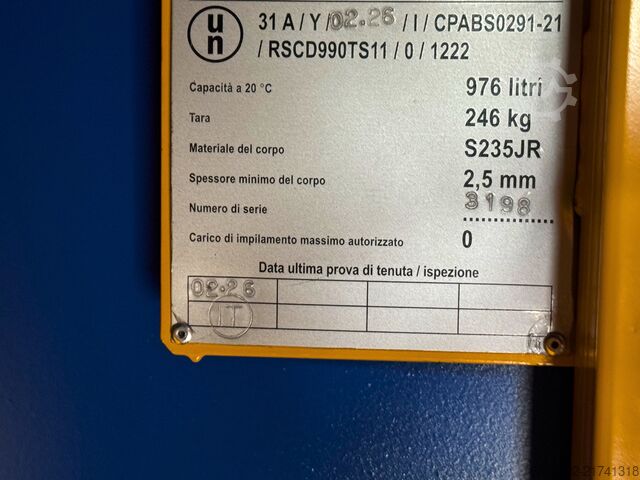 un
31 A / Y / 02.26 / I / CPABS0291-21
/ RSCD990TS11 / 0 / 1222
Capacità a 20 °C 976 litri
Tara 246 kg
Materiale del corpo S235JR
Spessore minimo del corpo 2,5 mm
Numero di serie 3198
Carico di impilamento massimo autorizzato 0
Data ultima prova di tenuta / ispezione
02.26
IT
2-21741318